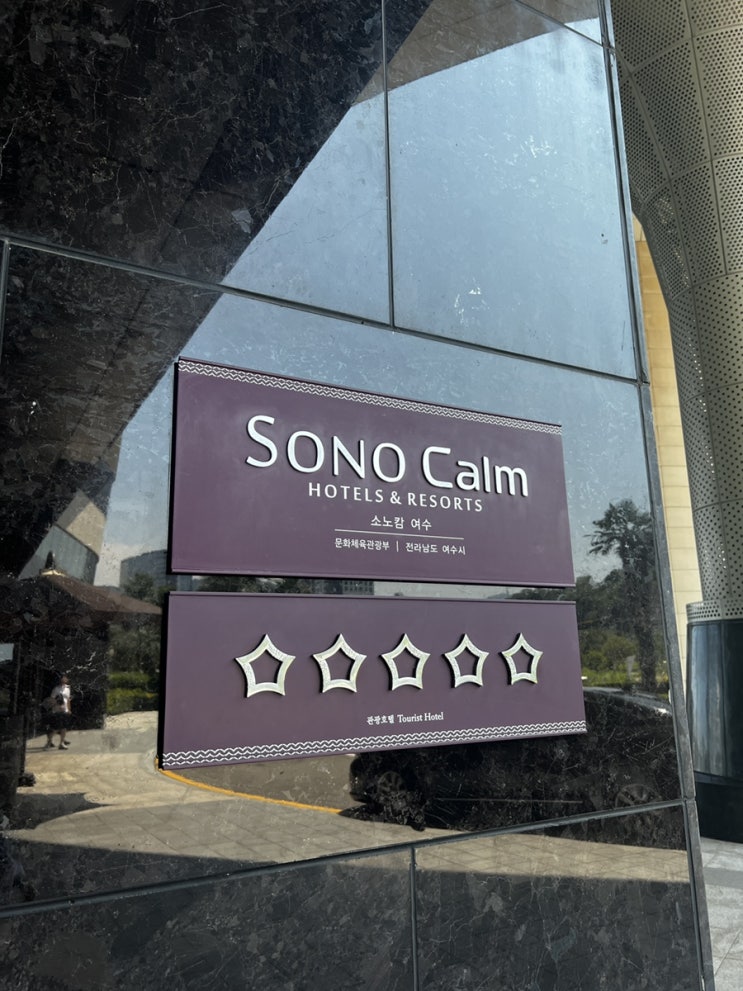 SONO Calm
HOTELS & RESORTS
소노캄 여수
문화체육관광부 | 전라남도 여수시
관광호텔 Tourist Hotel